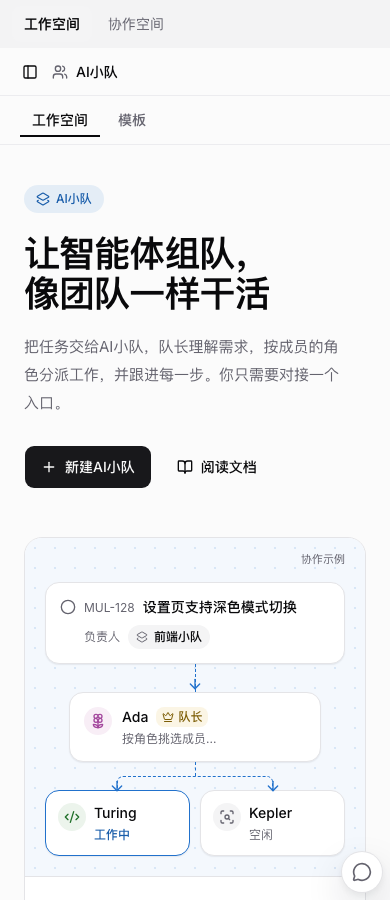 工作空间
协作空间
AI小队
工作空间
模板
AI小队
让智能体组队，
像团队一样干活
把任务交给AI小队，队长理解需求，按成员的角
色分派工作，并跟进每一步。你只需要对接一个
入口。
新建AI小队
阅读文档
协作示例
MUL-128 设置页支持深色模式切换
负责人 前端小队
Ada 队长
按角色挑选成员...
Turing
工作中
Kepler
空闲